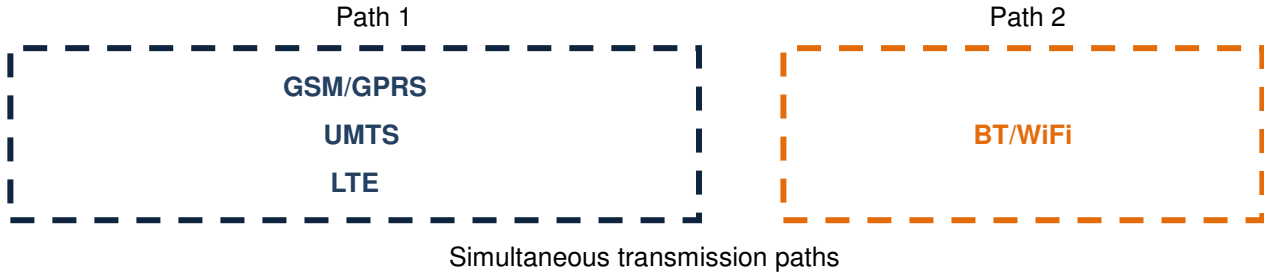 Path 1
Path 2
GSM/GPRS
UMTS
LTE
BT/WiFi
Simultaneous transmission paths